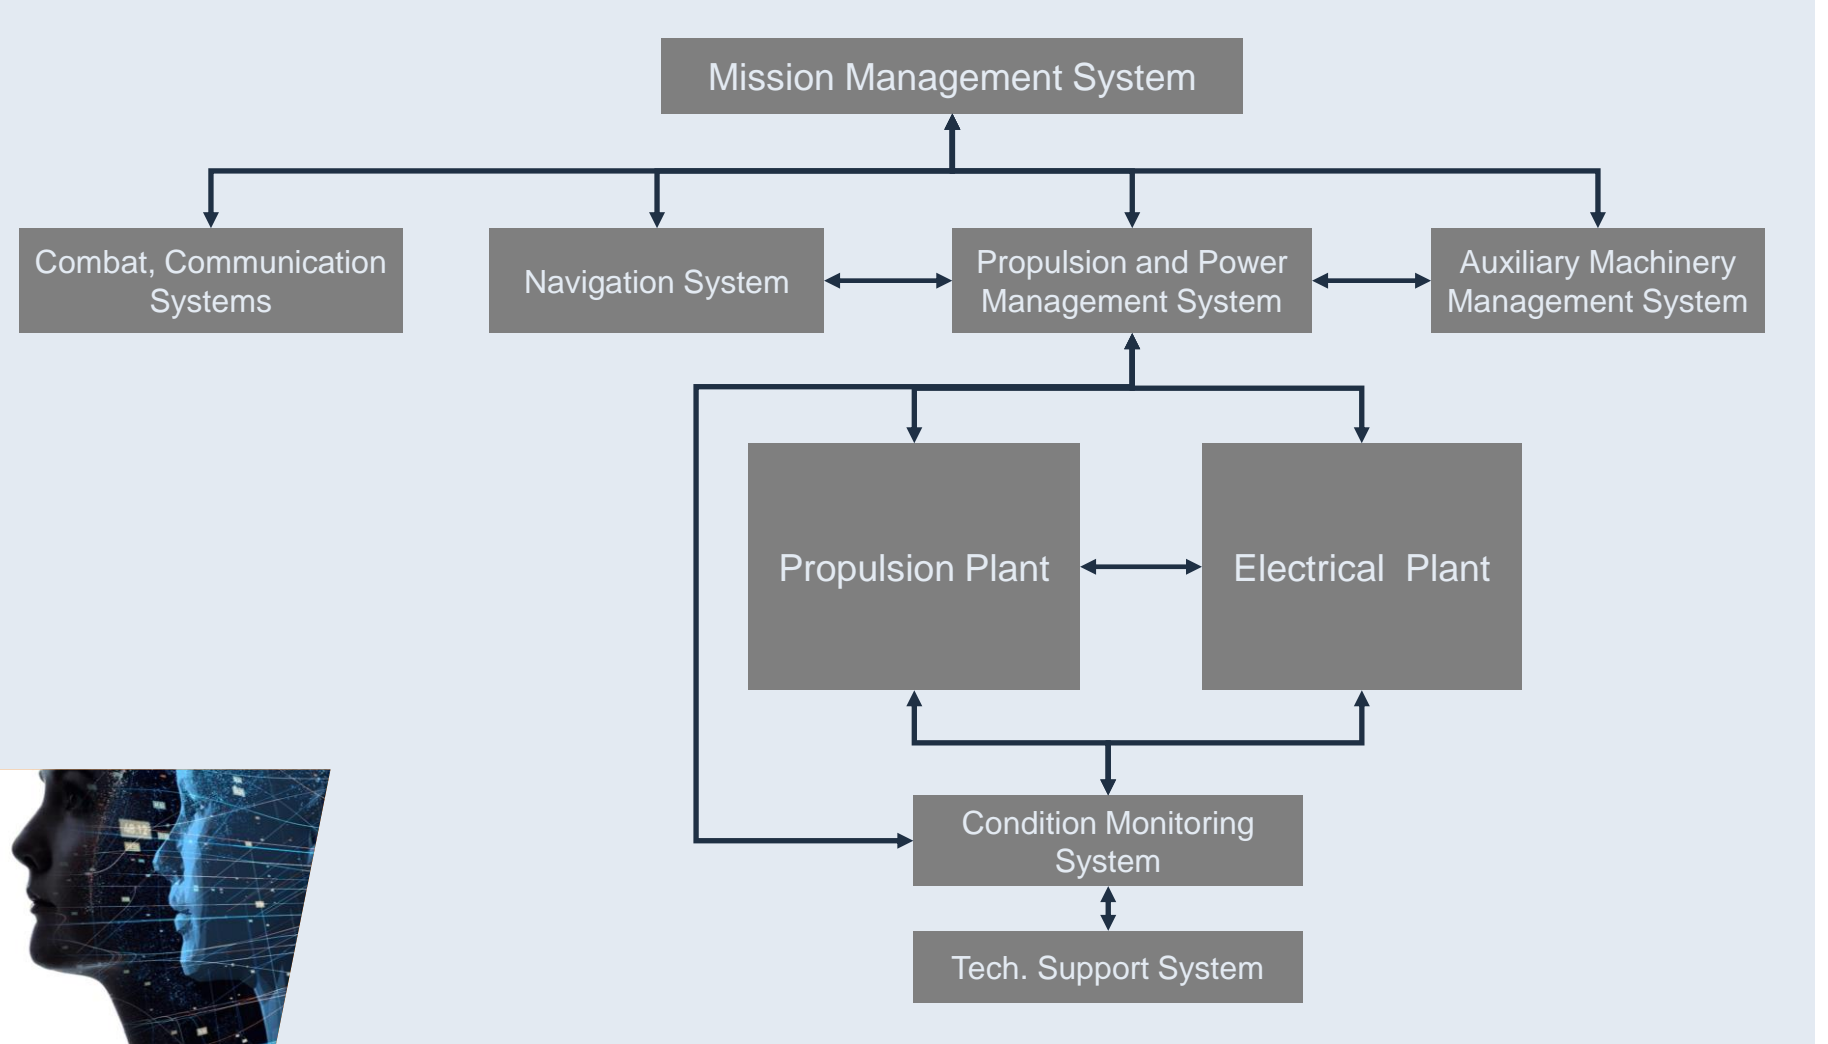 Mission Management System
Combat, Communication
Systems
Navigation System
Propulsion and Power
Management System
Auxiliary Machinery
Management System
Propulsion Plant
Electrical Plant
Condition Monitoring
System
Tech. Support System